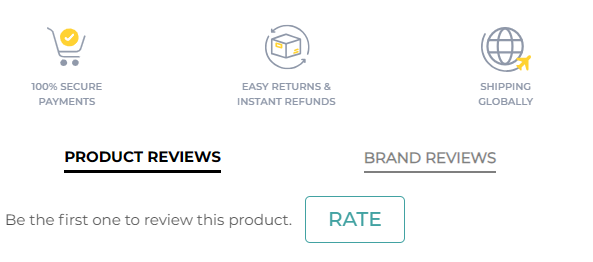 100% SECURE
PAYMENTS
EASY RETURNS &
INSTANT REFUNDS
SHIPPING
GLOBALLY
PRODUCT REVIEWS
BRAND REVIEWS
Be the first one to review this product.
RATE